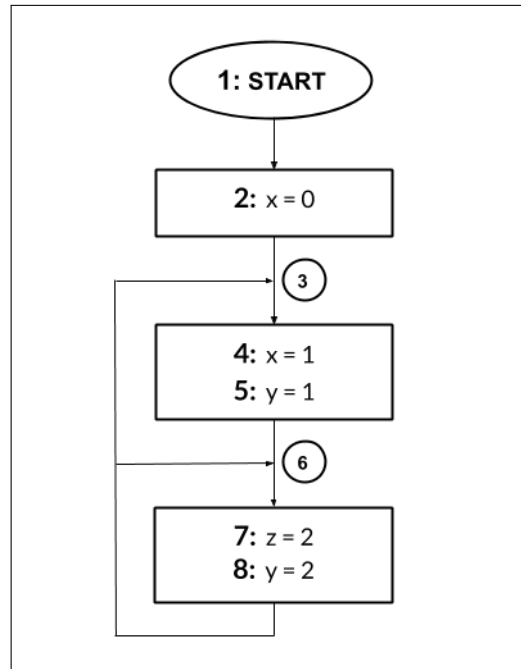 1: START
2: x = 0
3
4: x = 1
5: y = 1
6
7: z = 2
8: y = 2